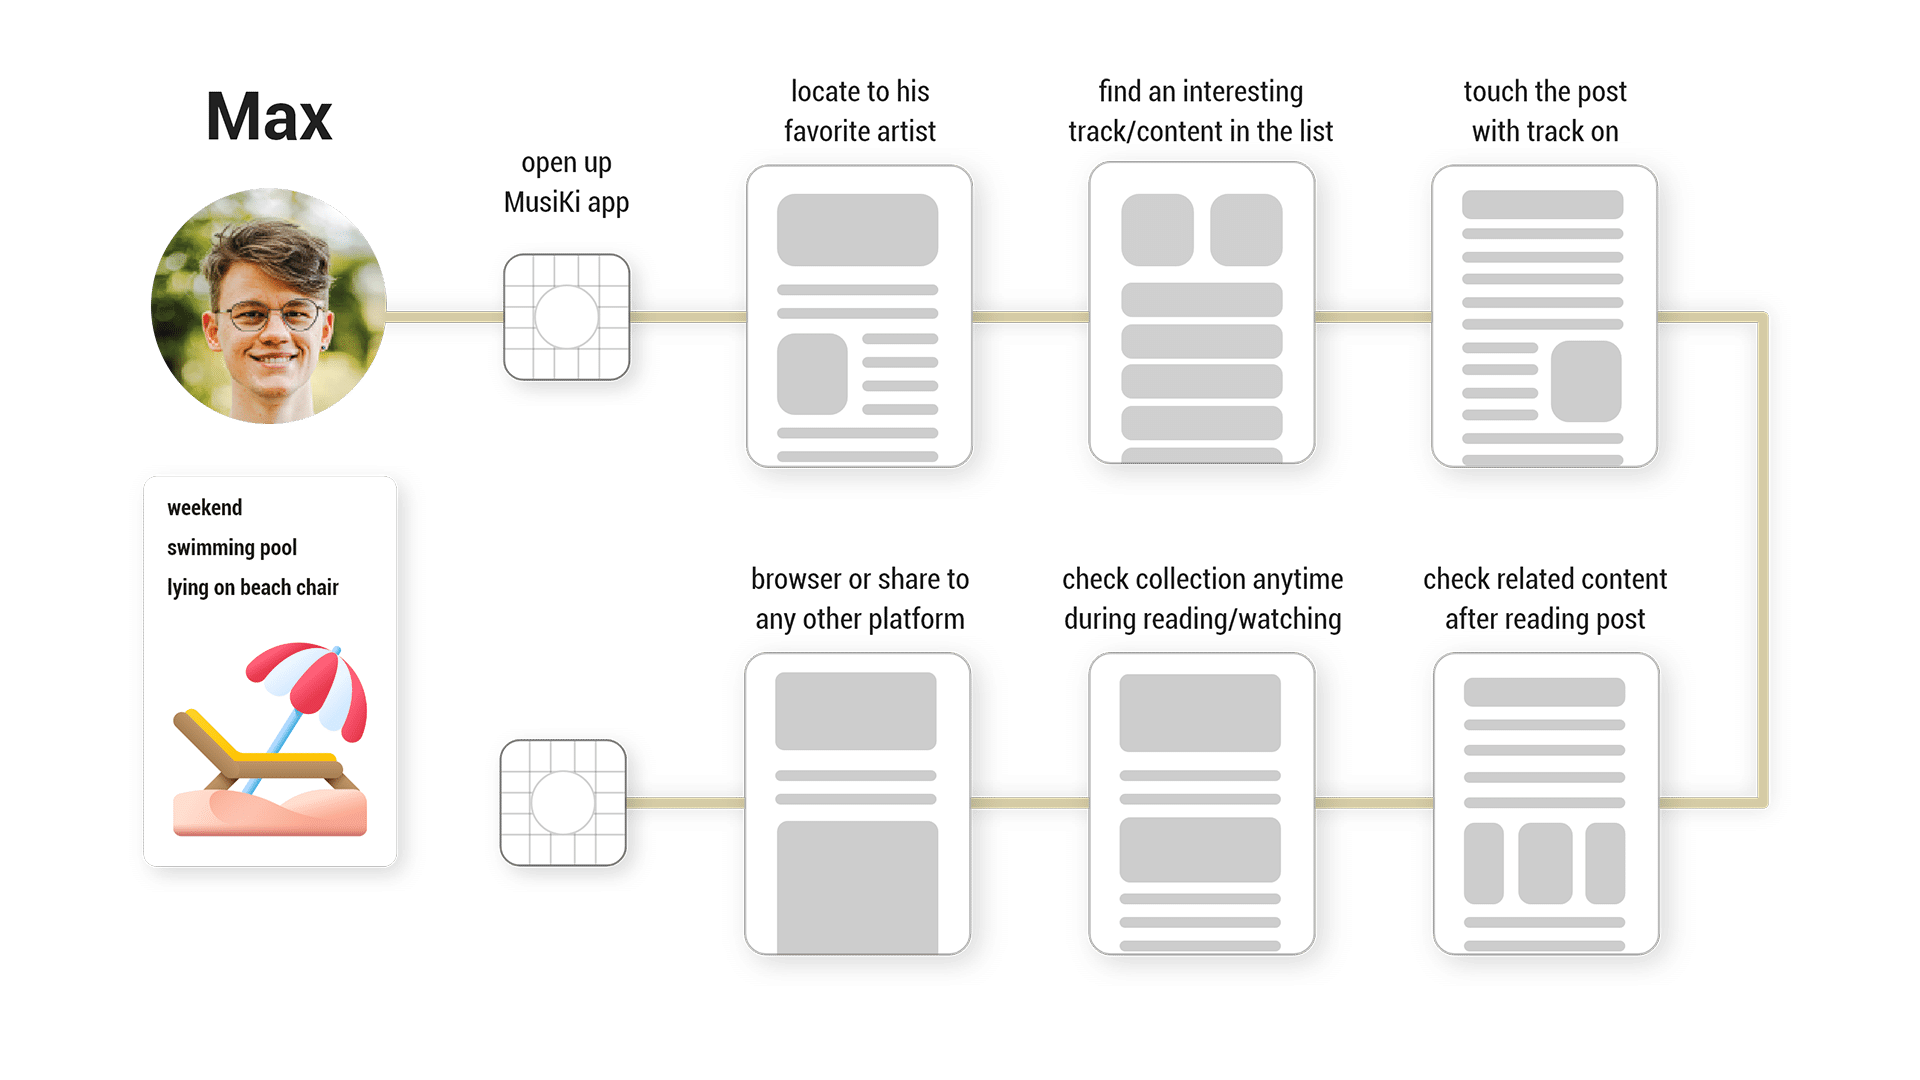 Max
open up
MusiKi app
locate to his
favorite artist
find an interesting
track/content in the list
touch the post
with track on
weekend
swimming pool
lying on beach chair
browser or share to
any other platform
check collection anytime
during reading/watching
check related content
after reading post